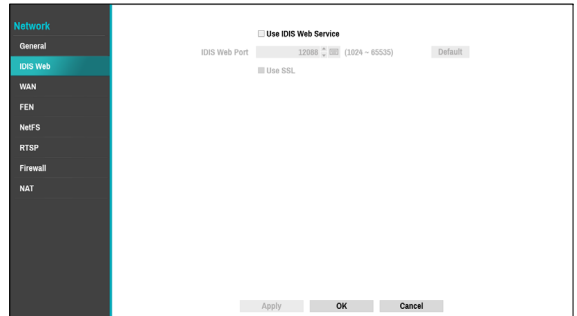 Network
General
IDIS Web
WAN
FEN
NetFS
RTSP
Firewall
NAT
Use IDIS Web Service
IDIS Web Port 12088 (1024 ~ 65535) Default
Use SSL
Apply OK Cancel